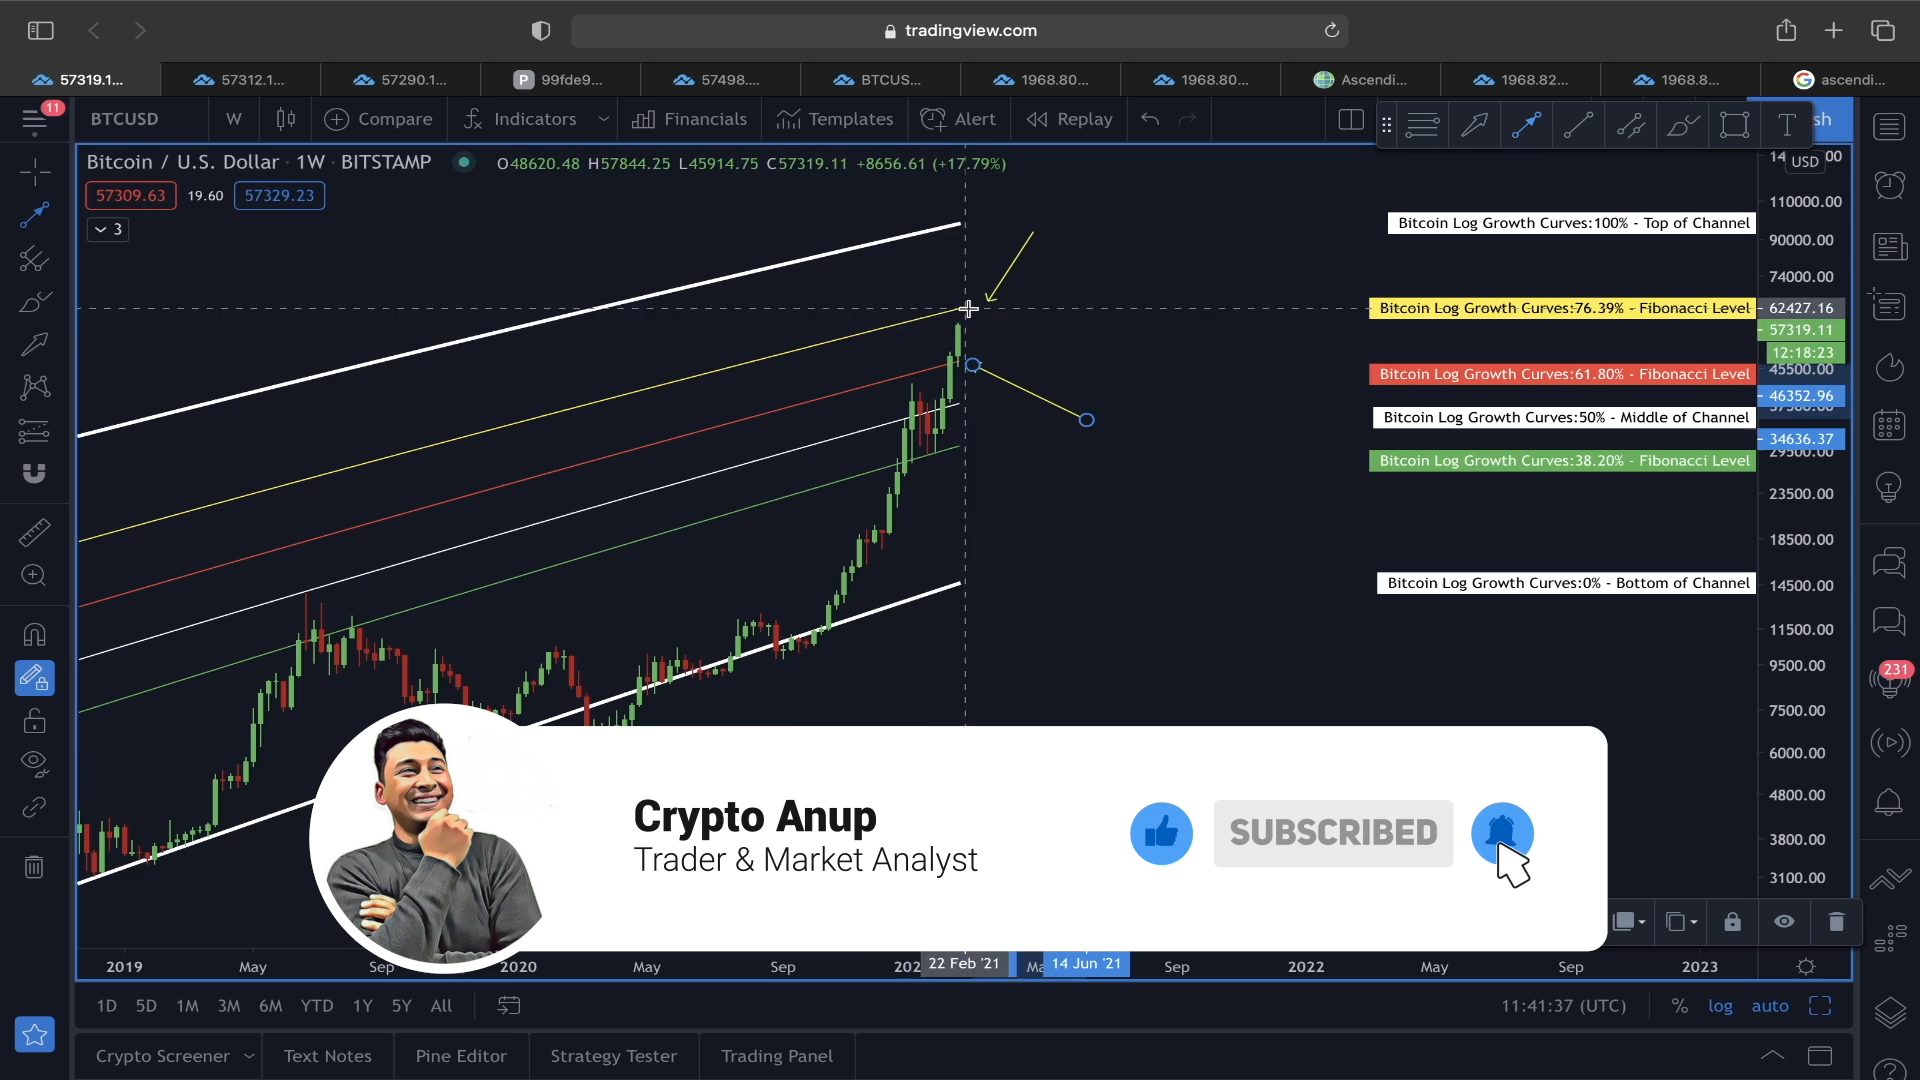 tradingview.com
57319.1...
57312.1...
57290.1...
P 99fde9...
57498....
BTCUS...
1968.80...
1968.80...
Ascendi...
1968.82...
1968.8...
G ascendi...
11
BTCUSD
W
Compare
Indicators
Financials
Templates
Alert
Replay
T
sh
Bitcoin / U.S. Dollar · 1W · BITSTAMP
O48620.48 H57844.25 L45914.75 C57319.11 +8656.61 (+17.79%)
USD
57309.63 19.60 57329.23
3
110000.00
Bitcoin Log Growth Curves:100% - Top of Channel
90000.00
74000.00
Bitcoin Log Growth Curves:76.39% - Fibonacci Level 62427.16
57319.11
12:18:23
45500.00
Bitcoin Log Growth Curves:61.80% - Fibonacci Level
46352.96
Bitcoin Log Growth Curves:50% - Middle of Channel
34636.37
29500.00
Bitcoin Log Growth Curves:38.20% - Fibonacci Level
23500.00
18500.00
Bitcoin Log Growth Curves:0% - Bottom of Channel 14500.00
11500.00
9500.00
231
7500.00
6000.00
4800.00
3800.00
3100.00
Crypto Anup
Trader & Market Analyst
SUBSCRIBED
2019 May Sep 2020 May Sep 202 22 Feb '21 Ma 14 Jun '21 Sep 2022 May Sep 2023
1D 5D 1M 3M 6M YTD 1Y 5Y All
11:41:37 (UTC) % log auto
Crypto Screener Text Notes Pine Editor Strategy Tester Trading Panel